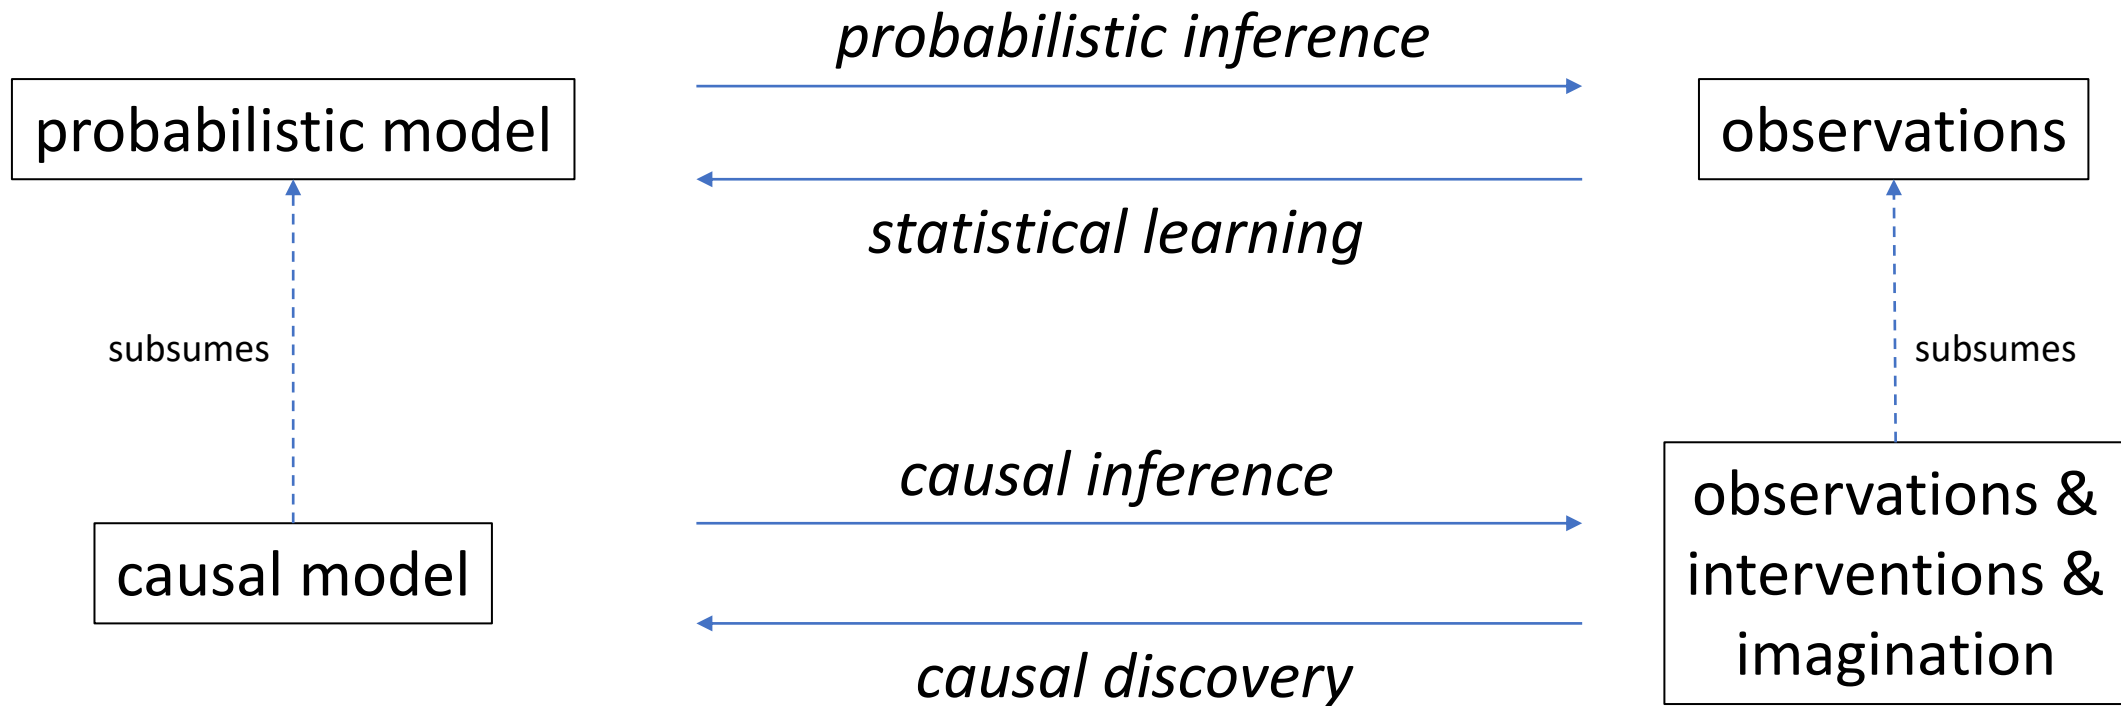 probabilistic inference
probabilistic model
observations
statistical learning
subsumes
subsumes
causal inference
causal model
observations &
interventions &
imagination
causal discovery